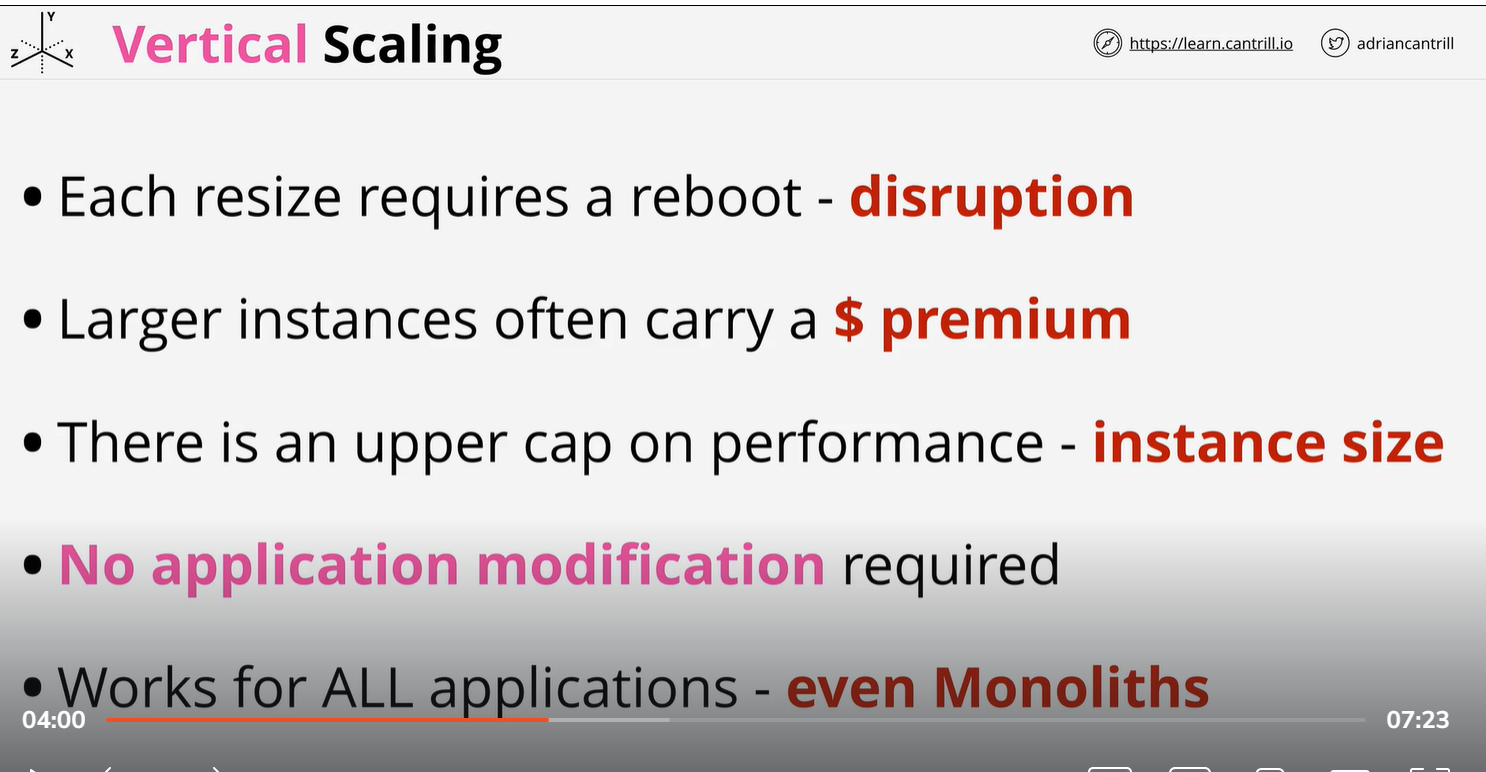 Y
Z X
Vertical Scaling
https://learn.cantrill.io adriancantrill
• Each resize requires a reboot - disruption
• Larger instances often carry a $ premium
• There is an upper cap on performance - instance size
• No application modification required
• Works for ALL applications - even Monoliths
04:00 07:23